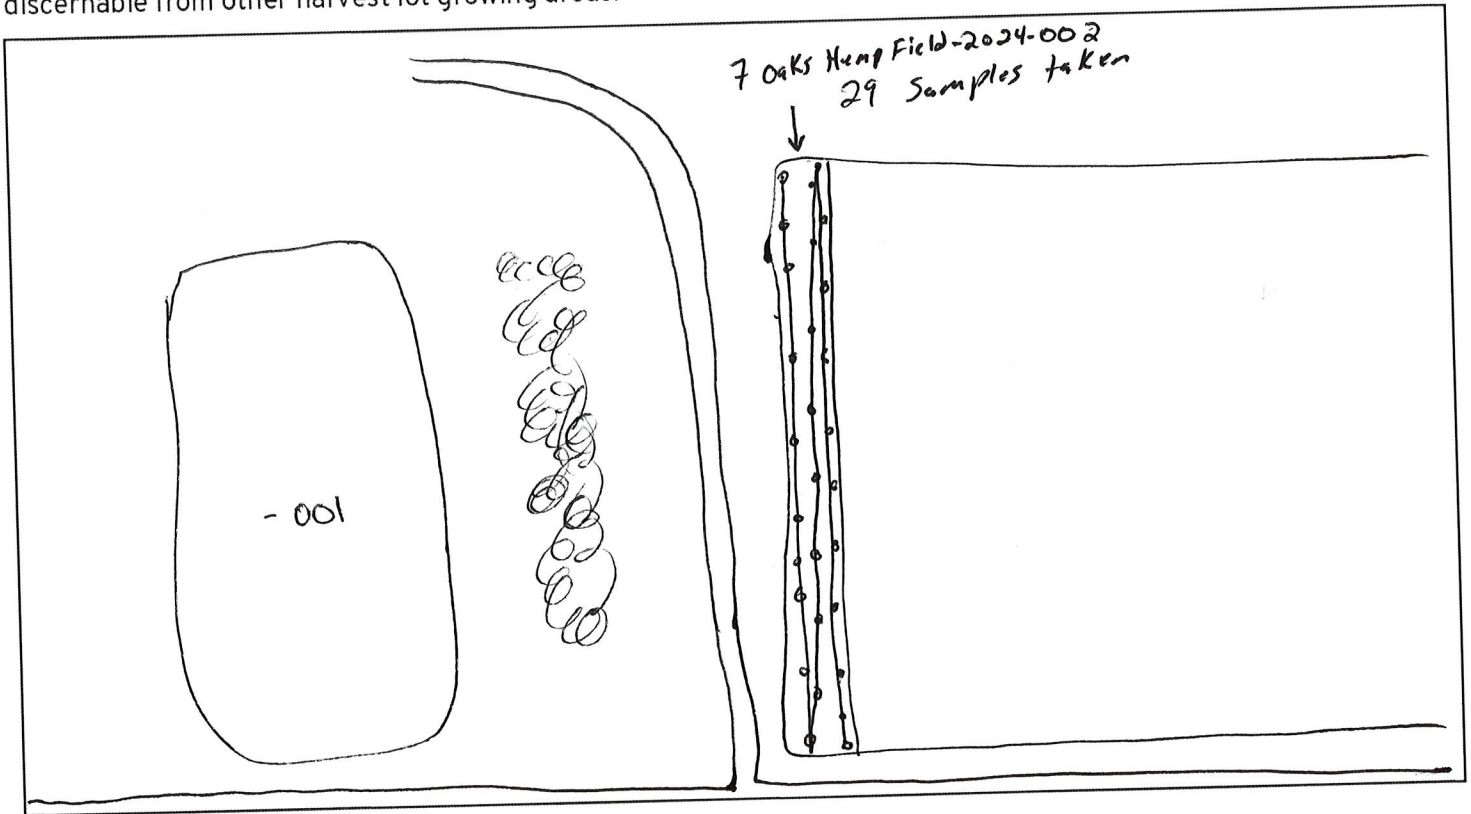 discernable from other harvest lot growing areas.
7 Oaks Hemp Field-2024-002
29 Samples taken
- 001